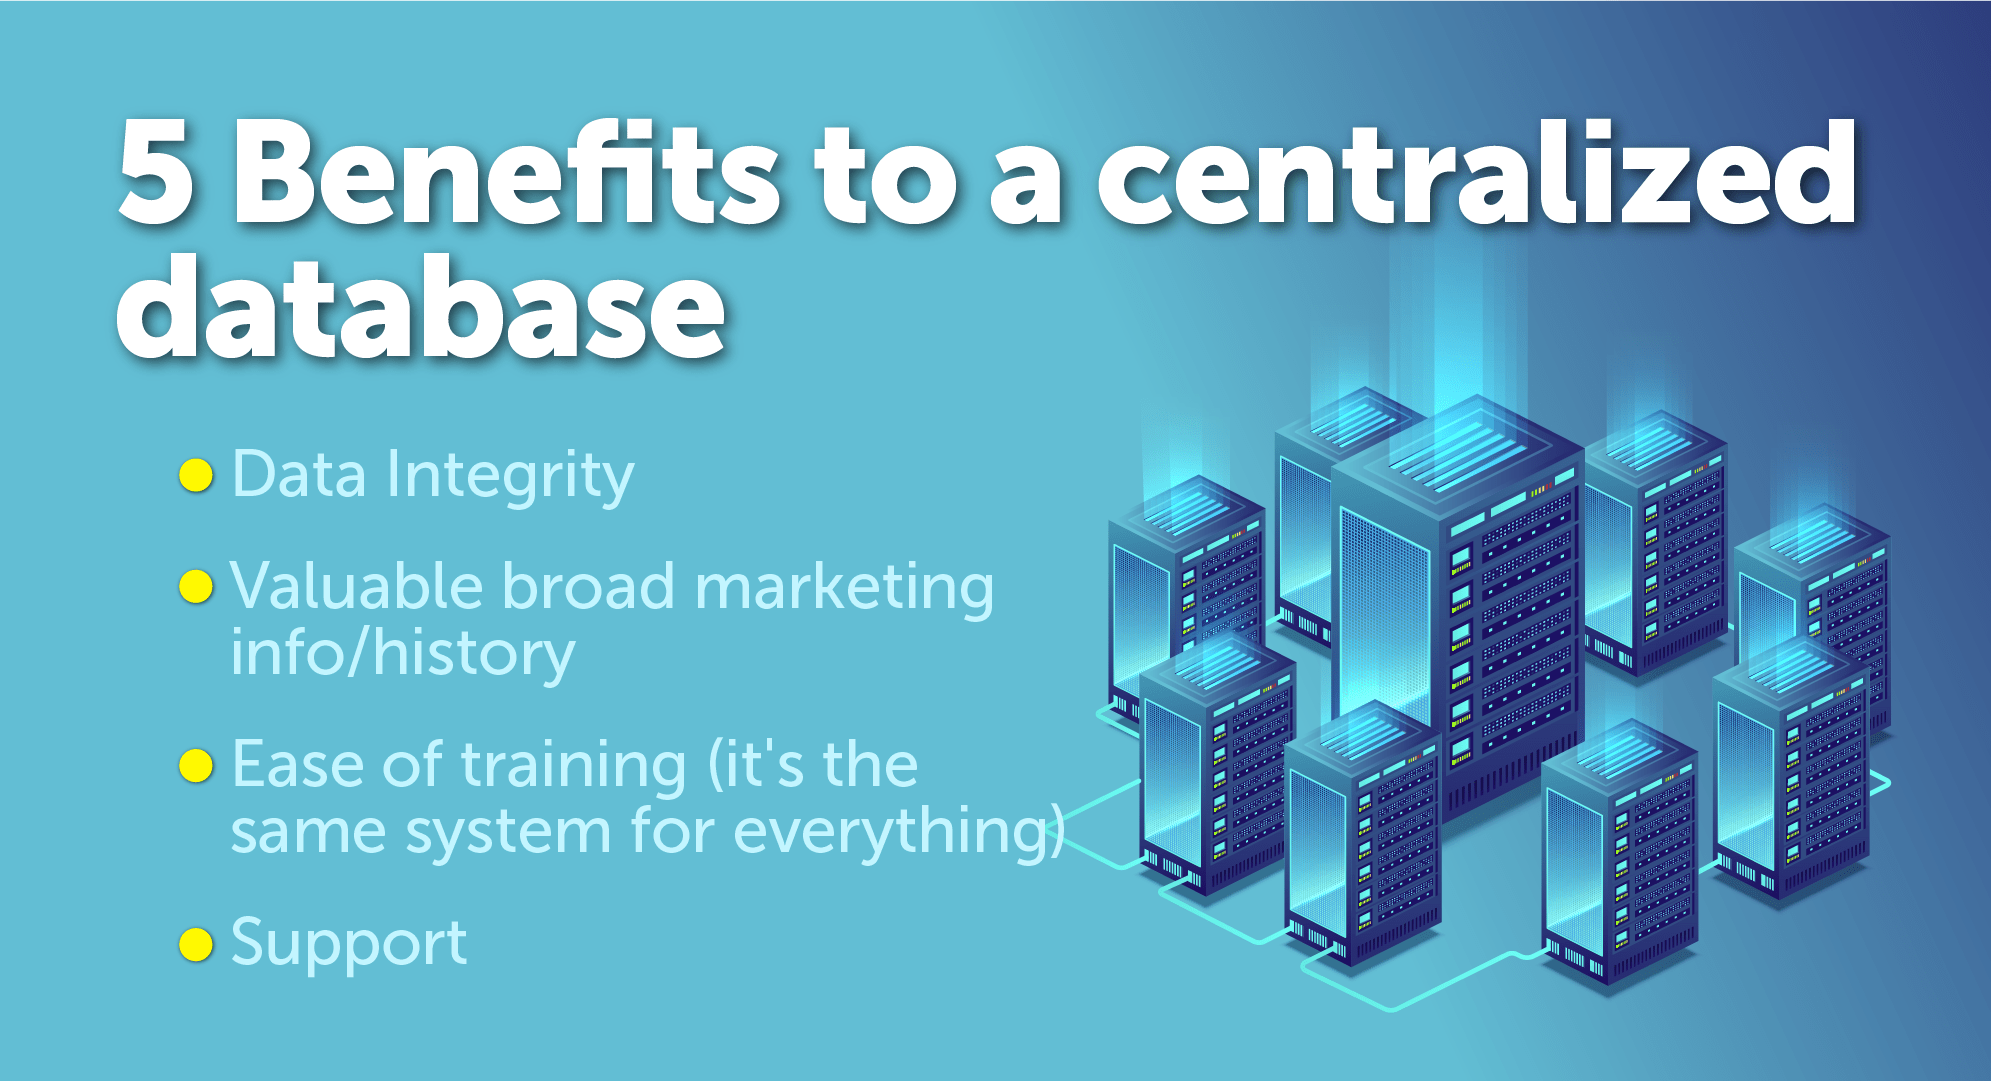 5 Benefits to a centralized
database
Data Integrity
Valuable broad marketing
info/history
Ease of training (it's the
same system for everything)
Support